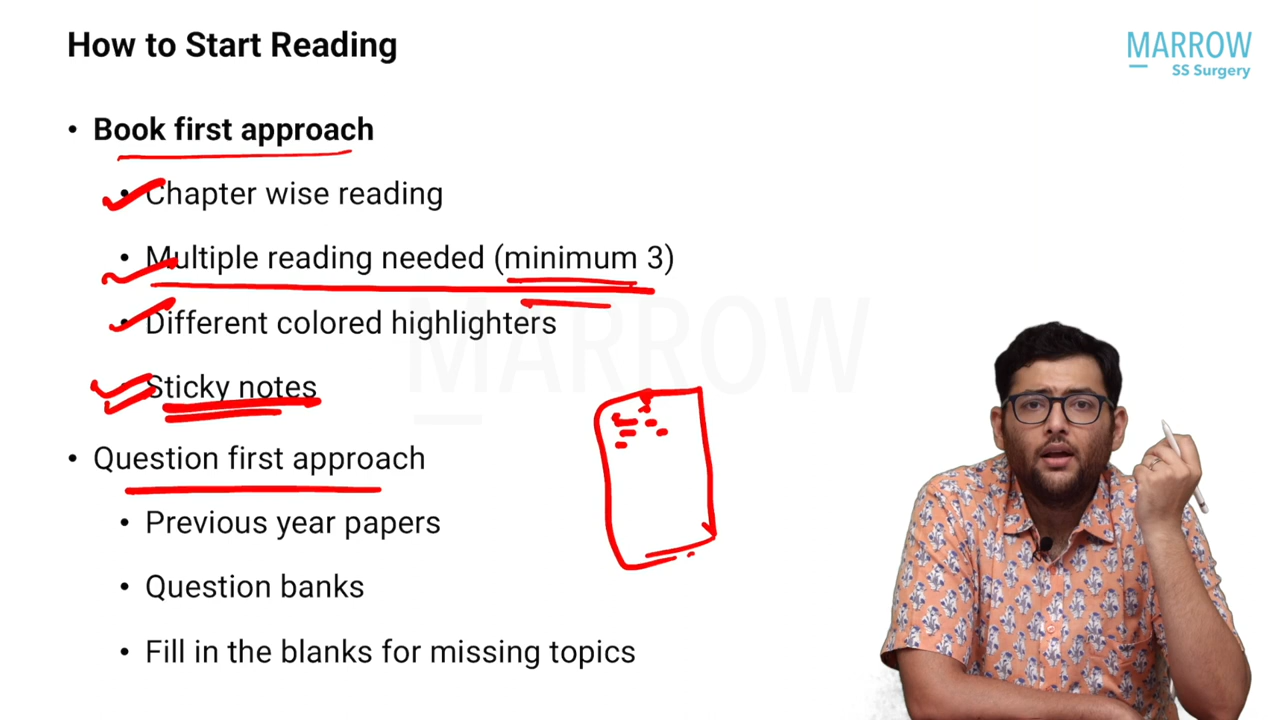 How to Start Reading
MARROW
SS Surgery
• Book first approach
• Chapter wise reading
• Multiple reading needed (minimum 3)
• Different colored highlighters
• Sticky notes
MARROW
• Question first approach
• Previous year papers
• Question banks
• Fill in the blanks for missing topics